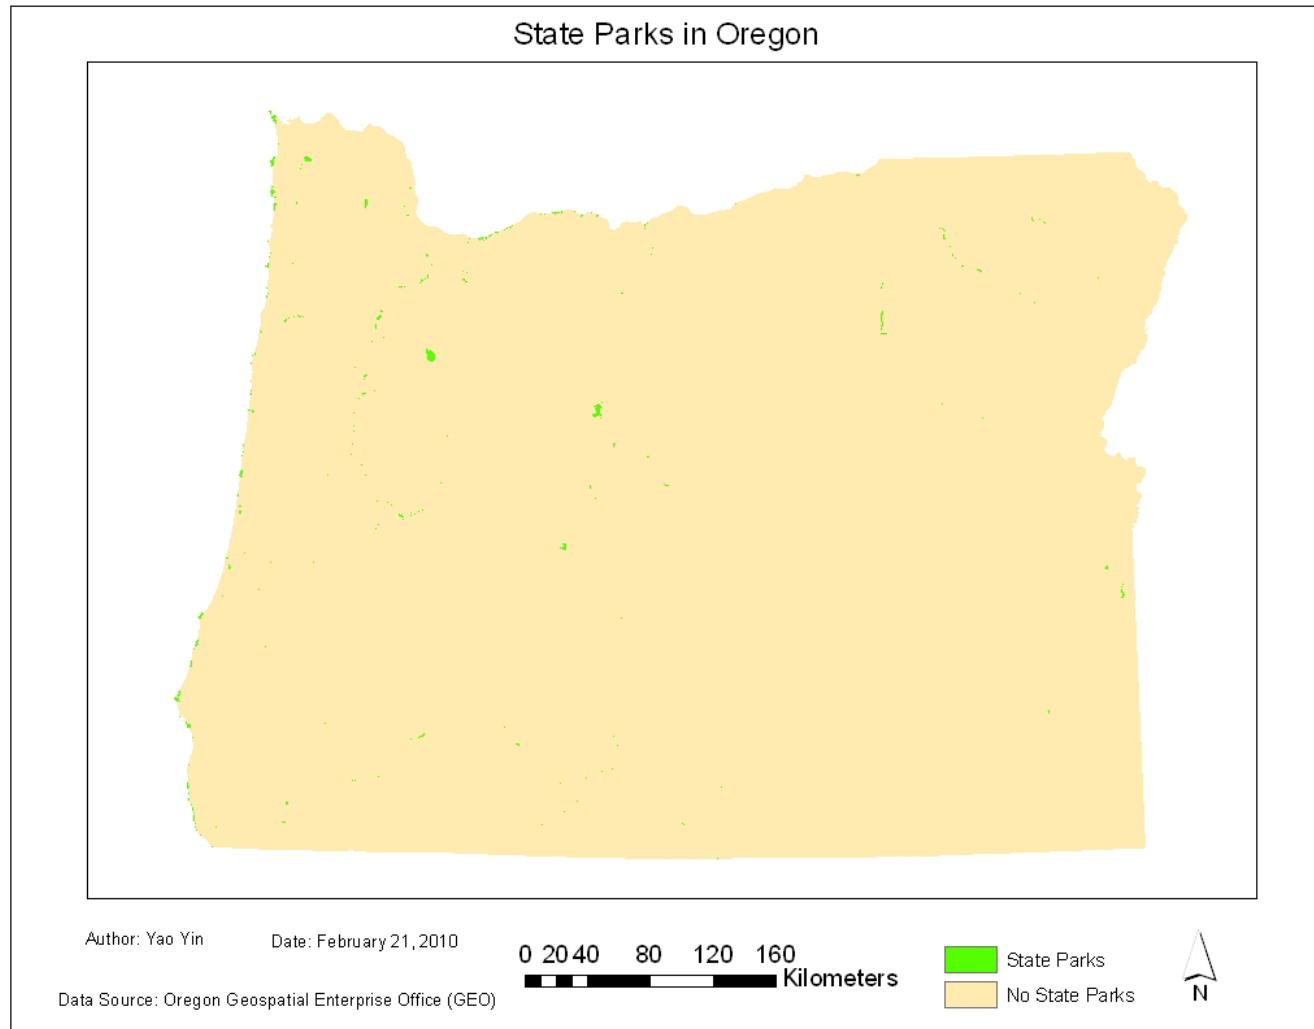 State Parks in Oregon
Author: Yao Yin
Date: February 21, 2010
0 20 40 80 120 160
Kilometers
State Parks
No State Parks
N
Data Source: Oregon Geospatial Enterprise Office (GEO)